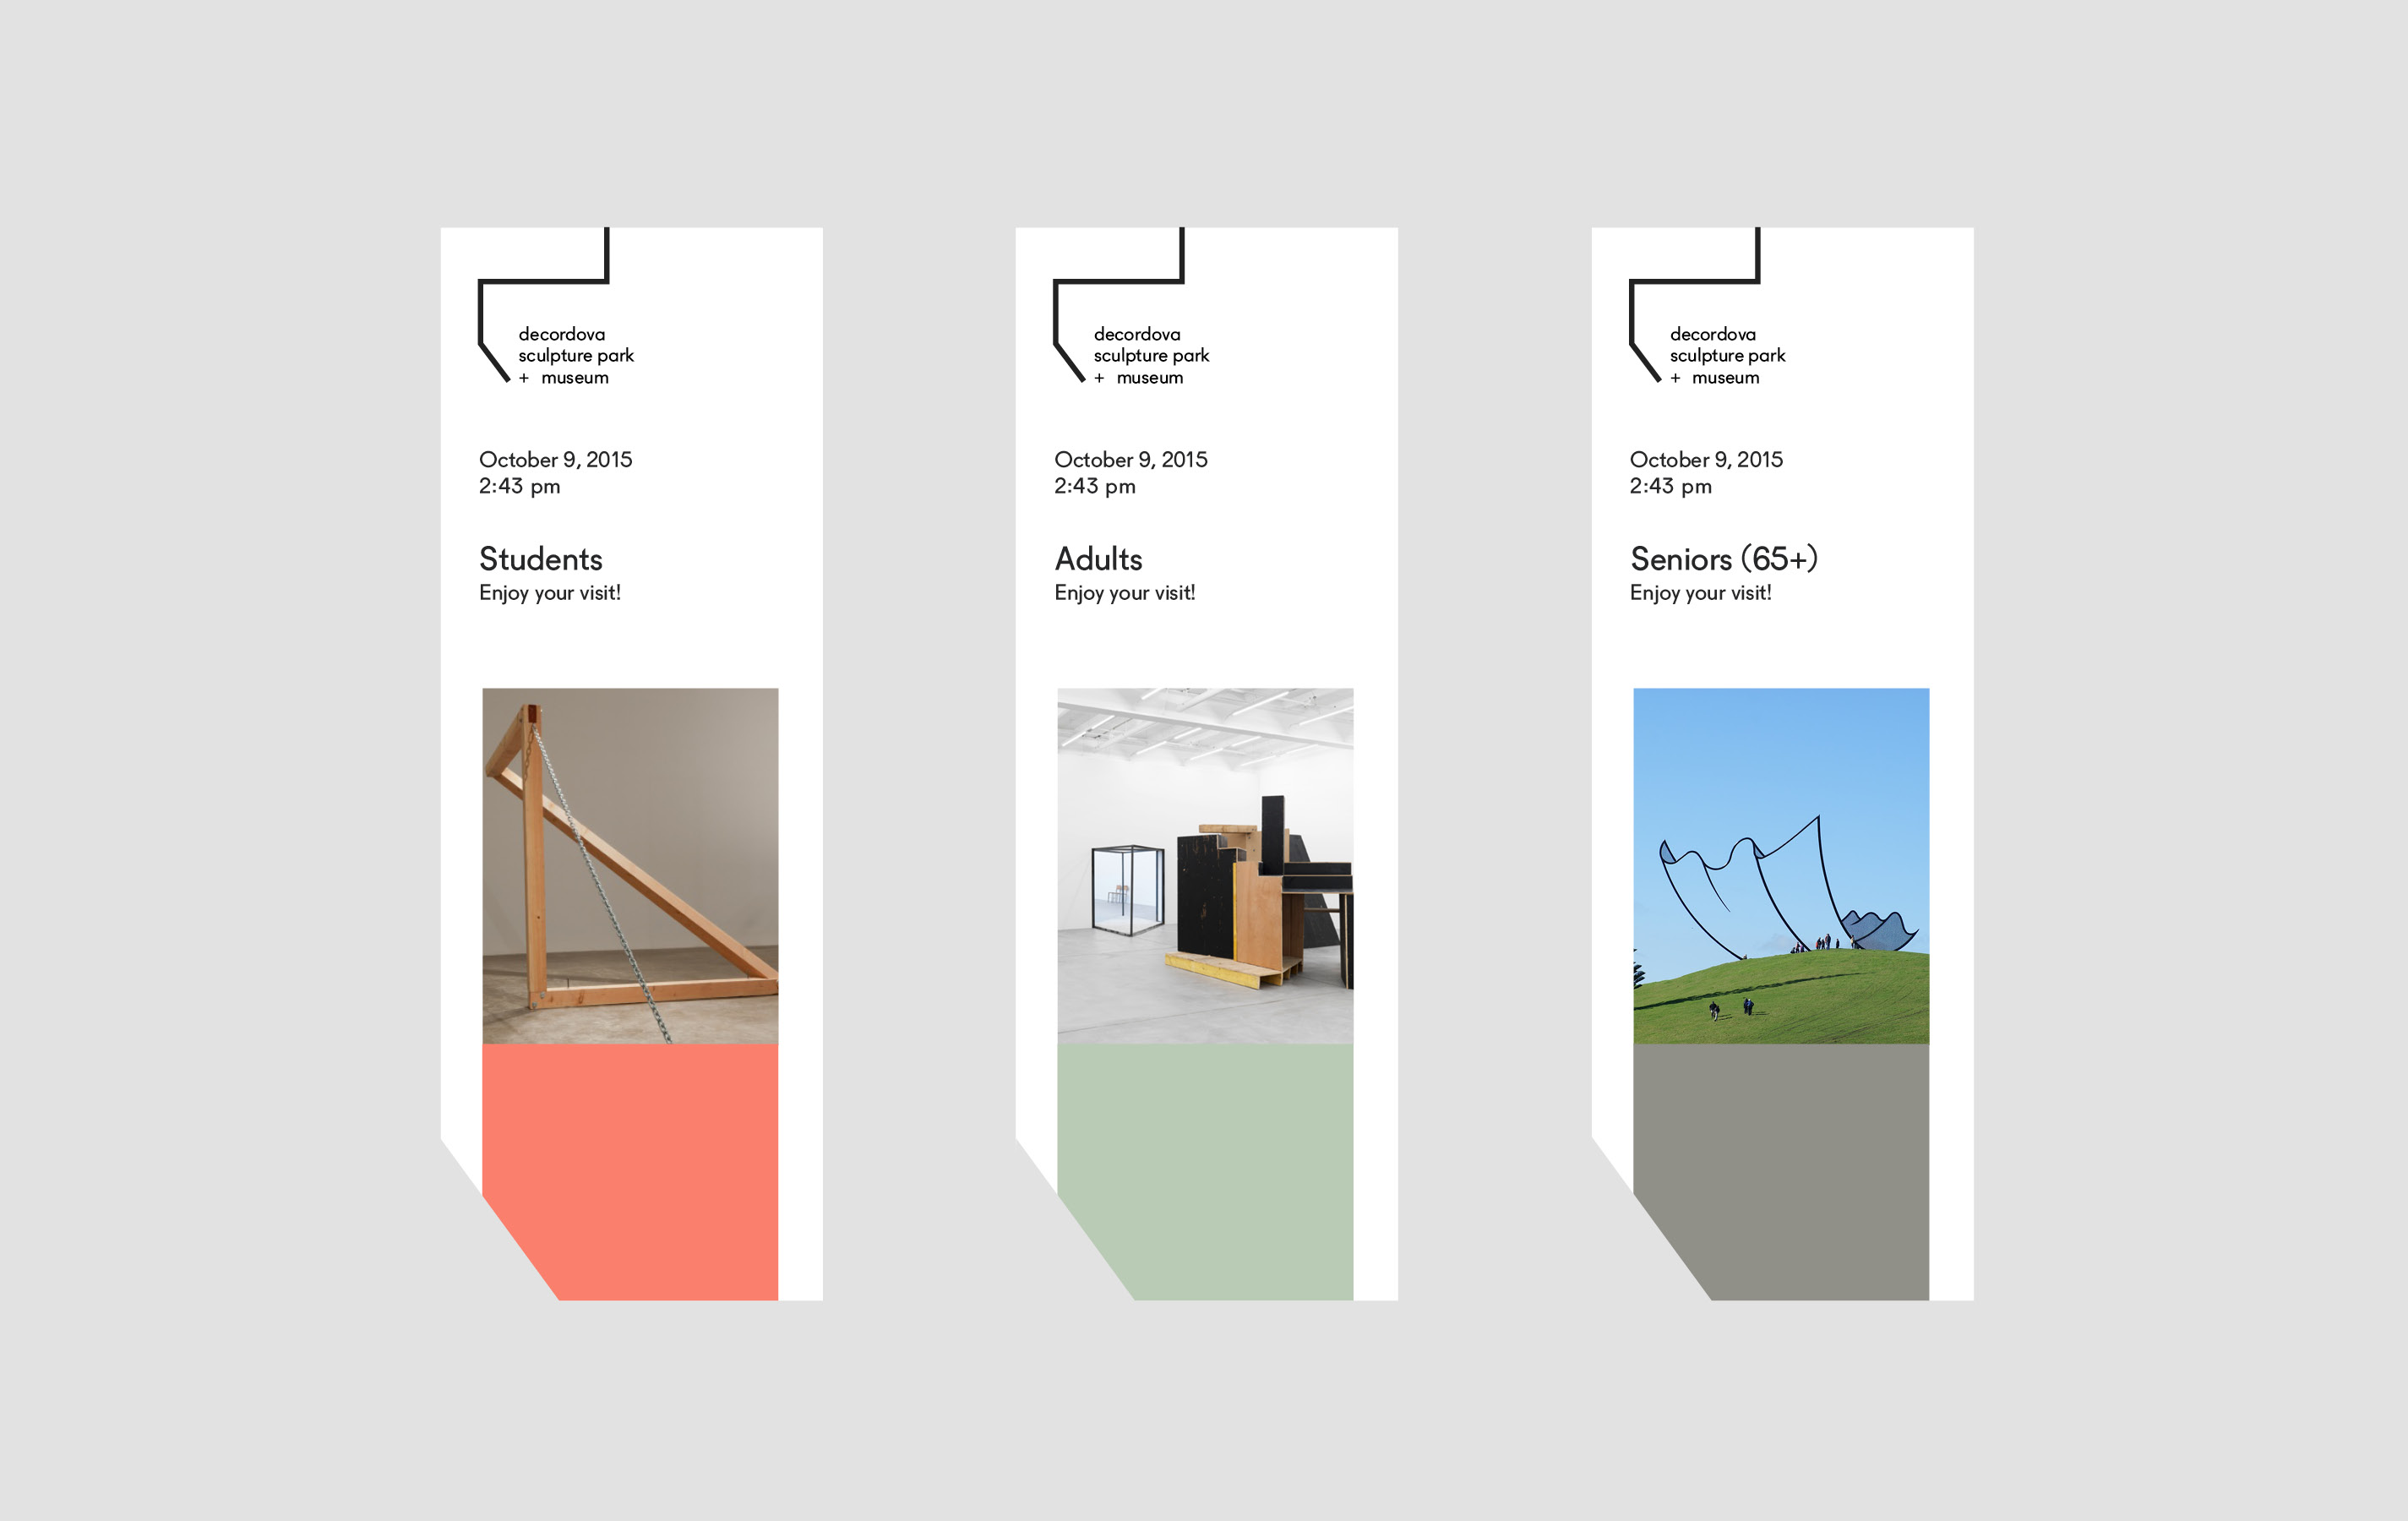 decordova
sculpture park
+ museum
October 9, 2015
2:43 pm
Students
Enjoy your visit!
decordova
sculpture park
+ museum
October 9, 2015
2:43 pm
Adults
Enjoy your visit!
decordova
sculpture park
+ museum
October 9, 2015
2:43 pm
Seniors (65+)
Enjoy your visit!